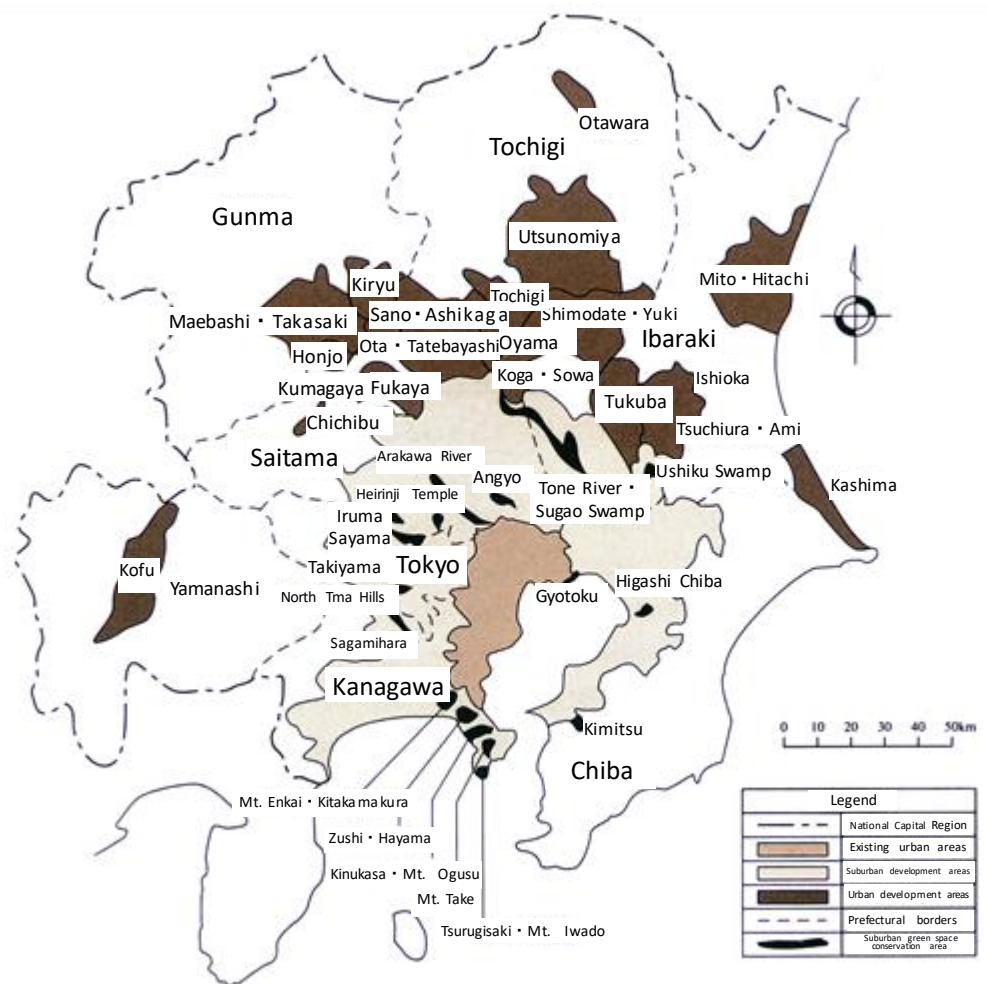 Otawara
Tochigi
Gunma
Utsunomiya
Mito・Hitachi
Kiryu
Tochigi
Maebashi・Takasaki
Sano・Ashikaga
Shimodate・Yuki
Ibaraki
Honjo
Ota・Tatebayashi
Oyama
Kumagaya Fukaya
Koga・Sowa
Ishioka
Tukuba
Chichibu
Tsuchiura・Ami
Saitama
Arakawa River
Angyo
Ushiku Swamp
Kashima
Heirinji Temple
Tone River・
Sugao Swamp
Iruma
Sayama
Takiyama
Tokyo
Kofu
Yamanashi
North Tma Hills
Gyotoku
Higashi Chiba
Sagamihara
Kanagawa
Kimitsu
0 10 20 30 50km
Chiba
Mt. Enkai・Kitakamakura
Zushi・Hayama
Kinukasa・Mt. Ogusu
Mt. Take
Tsurugisaki・Mt. Iwado
Legend
National Capital Region
Existing urban areas
Suburban development areas
Urban development areas
Prefectural borders
Suburban green space
conservation area